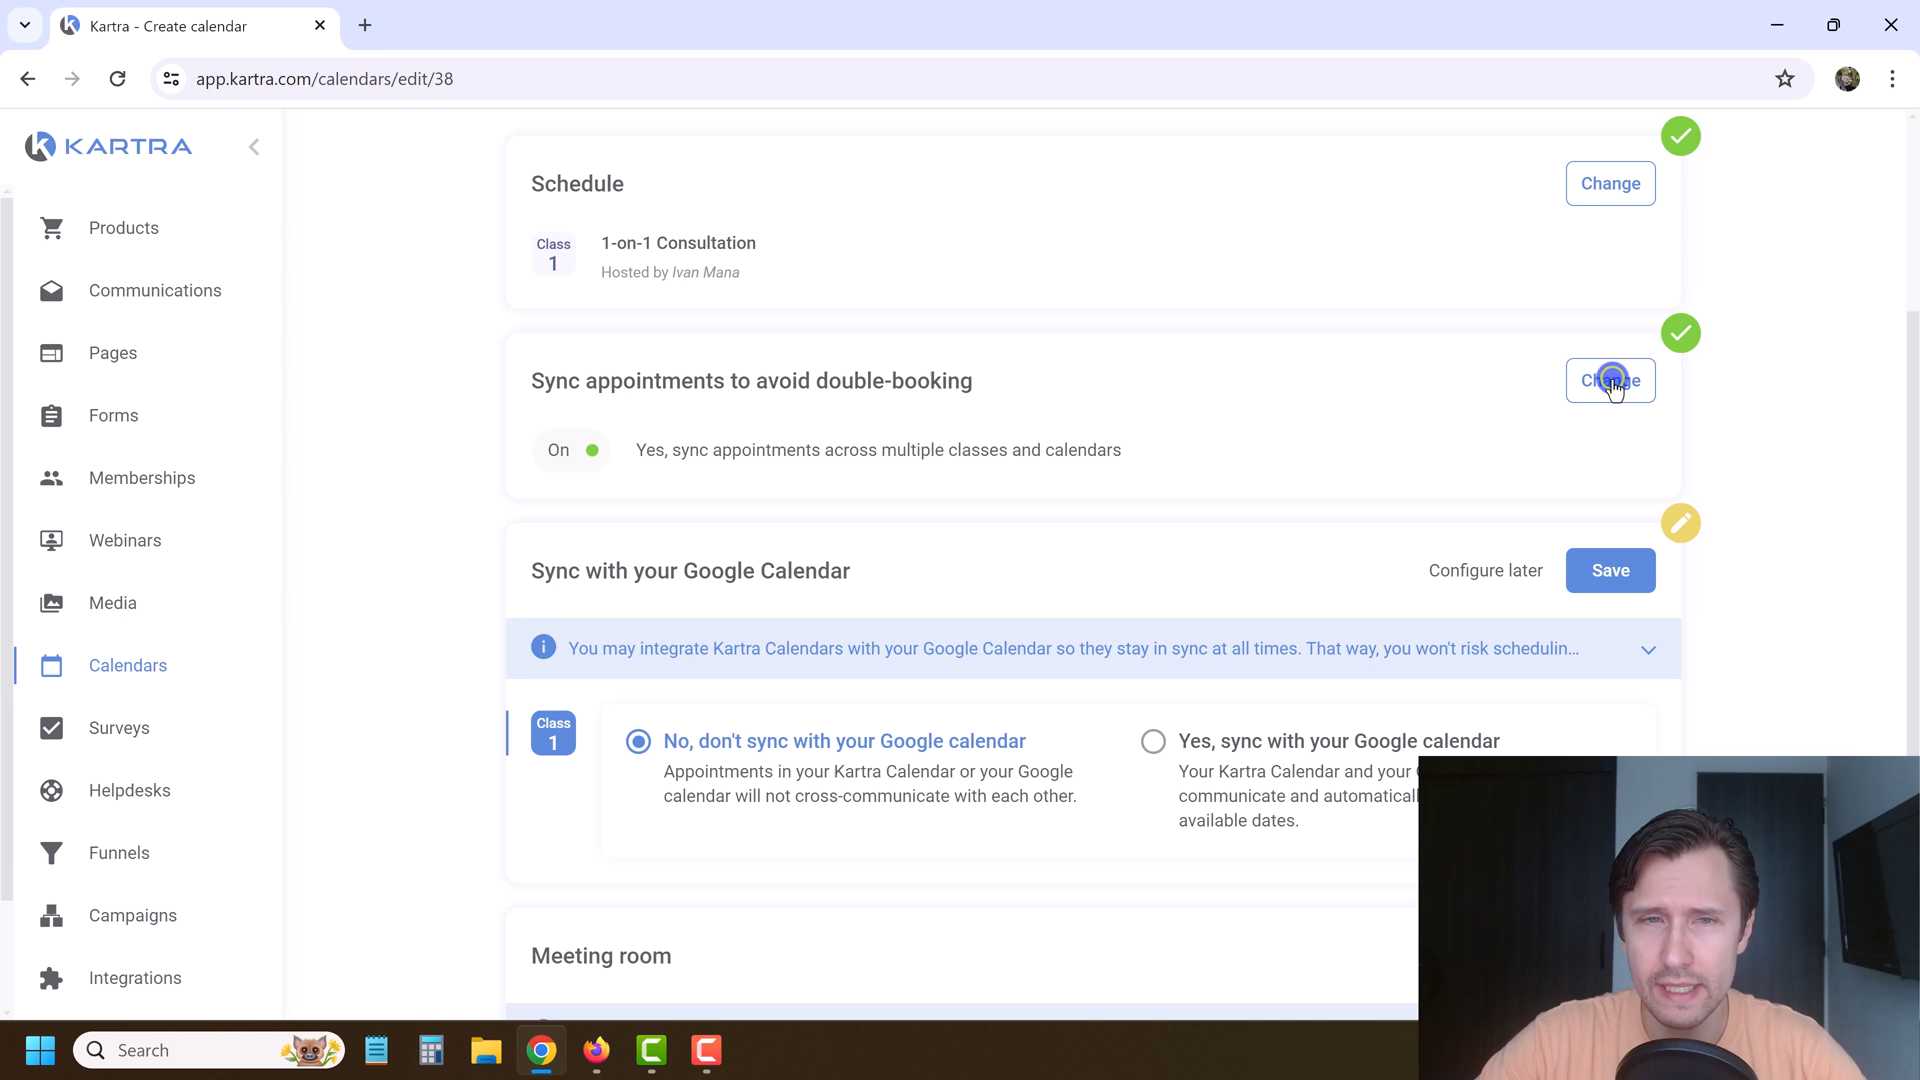 Kartra - Create calendar
app.kartra.com/calendars/edit/38
KARTRA
Products
Communications
Pages
Forms
Memberships
Webinars
Media
Calendars
Surveys
Helpdesks
Funnels
Campaigns
Integrations
Schedule
Change
Class
1
1-on-1 Consultation
Hosted by Ivan Mana
Sync appointments to avoid double-booking
Change
On
Yes, sync appointments across multiple classes and calendars
Sync with your Google Calendar
Configure later
Save
You may integrate Kartra Calendars with your Google Calendar so they stay in sync at all times. That way, you won't risk schedulin...
Class
1
No, don't sync with your Google calendar
Appointments in your Kartra Calendar or your Google
calendar will not cross-communicate with each other.
Yes, sync with your Google calendar
Your Kartra Calendar and your
communicate and automaticall
available dates.
Meeting room
Search